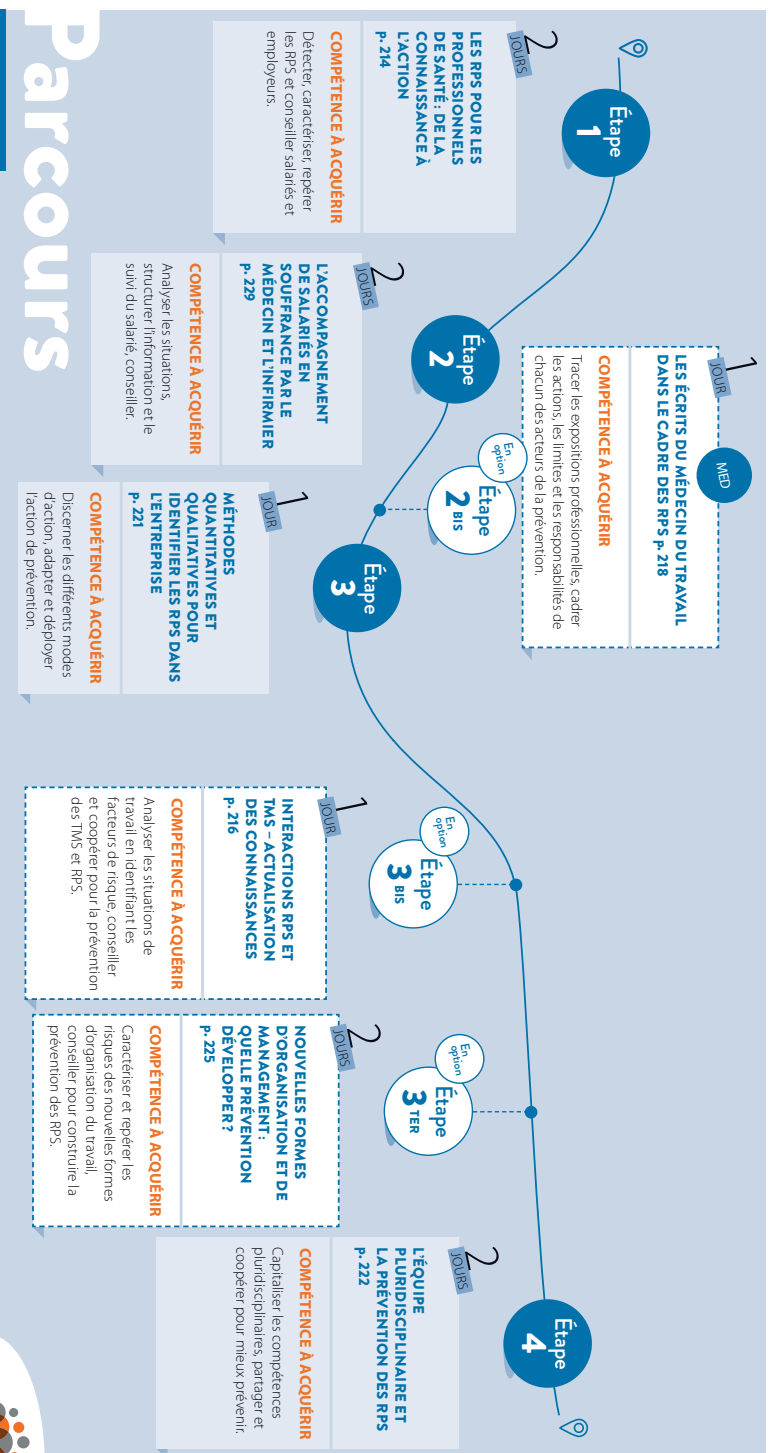 Parcours
Étape
1
2
JOURS
LES RPS POUR LES
PROFESSIONNELS
DE SANTÉ : DE LA
CONNAISSANCE À
L'ACTION
p. 214
COMPÉTENCE À ACQUÉRIR
Détecter, caractériser, repérer
les RPS et conseiller salariés et
employeurs.
Étape
2
2
JOURS
L'ACCOMPAGNEMENT
DE SALARIÉS EN
SOUFFRANCE PAR LE
MÉDECIN ET L'INFIRMIER
p. 229
COMPÉTENCE À ACQUÉRIR
Analyser les situations,
structurer l'information et le
suivi du salarié, conseiller.
En
option
Étape
2 BIS
MED
1
JOUR
LES ÉCRITS DU MÉDECIN DU TRAVAIL
DANS LE CADRE DES RPS p. 218
COMPÉTENCE À ACQUÉRIR
Tracer les expositions professionnelles, cadrer
les actions, les limites et les responsabilités de
chacun des acteurs de la prévention.
Étape
3
1
JOUR
MÉTHODES
QUANTITATIVES ET
QUALITATIVES POUR
IDENTIFIER LES RPS DANS
L'ENTREPRISE
p. 221
COMPÉTENCE À ACQUÉRIR
Discerner les différents modes
d'action, adapter et déployer
l'action de prévention.
En
option
Étape
3 BIS
1
JOUR
INTERACTIONS RPS ET
TMS – ACTUALISATION
DES CONNAISSANCES
p. 216
COMPÉTENCE À ACQUÉRIR
Analyser les situations de
travail en identifiant les
facteurs de risque, conseiller
et coopérer pour la prévention
des TMS et RPS.
En
option
Étape
3 TER
2
JOURS
NOUVELLES FORMES
D'ORGANISATION ET DE
MANAGEMENT :
QUELLE PRÉVENTION
DÉVELOPPER ?
p. 225
COMPÉTENCE À ACQUÉRIR
Caractériser et repérer les
risques des nouvelles formes
d'organisation du travail,
conseiller pour construire la
prévention des RPS.
Étape
4
2
JOURS
L'ÉQUIPE
PLURIDISCIPLINAIRE ET
LA PRÉVENTION DES RPS
p. 222
COMPÉTENCE À ACQUÉRIR
Capitaliser les compétences
pluridisciplinaires, partager et
coopérer pour mieux prévenir.